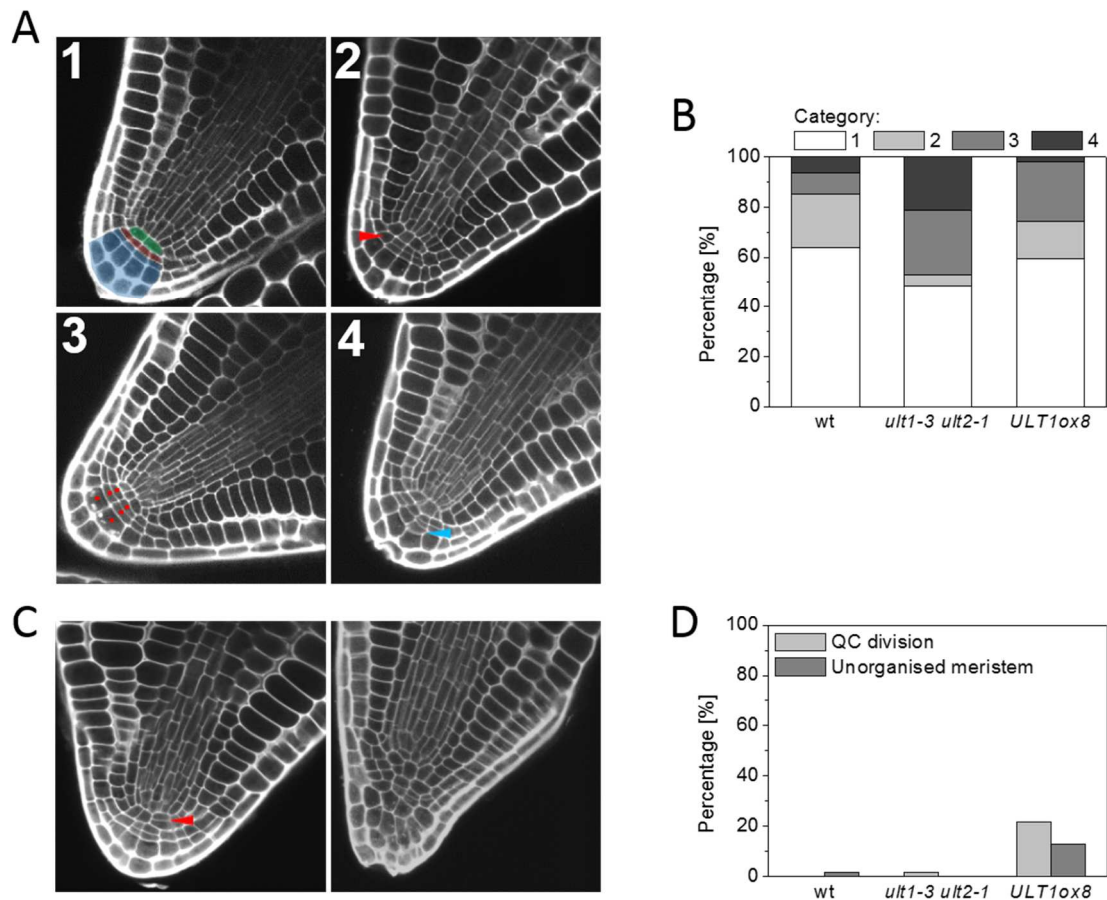 A
1
2
3
4
B
Category:
1 2 3 4
100
80
60
40
20
0
Percentage [%]
wt
ult1-3 ult2-1
ULT1ox8
C
D
QC division
Unorganised meristem
100
80
60
40
20
0
Percentage [%]
wt
ult1-3 ult2-1
ULT1ox8